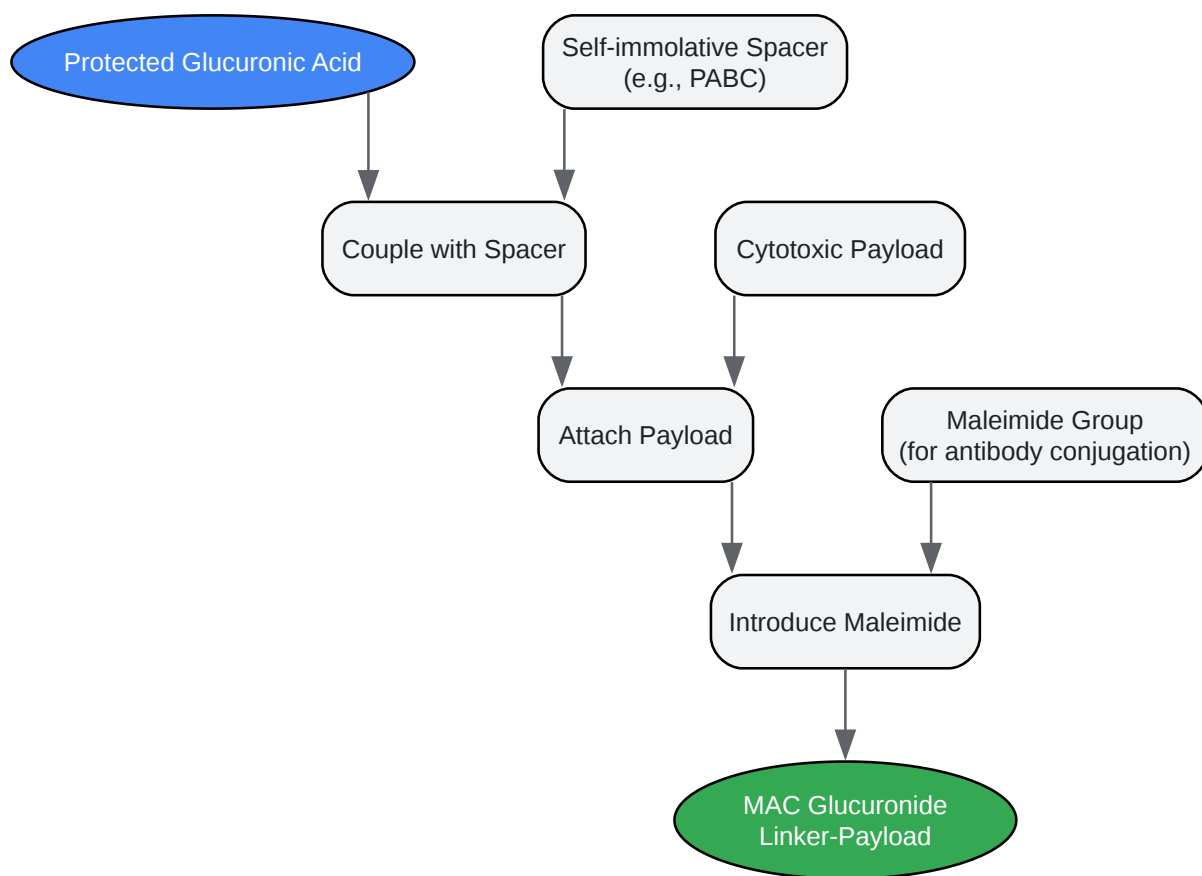 Protected Glucuronic Acid
Self-immolative Spacer
(e.g., PABC)
Couple with Spacer
Cytotoxic Payload
Attach Payload
Maleimide Group
(for antibody conjugation)
Introduce Maleimide
MAC Glucuronide
Linker-Payload